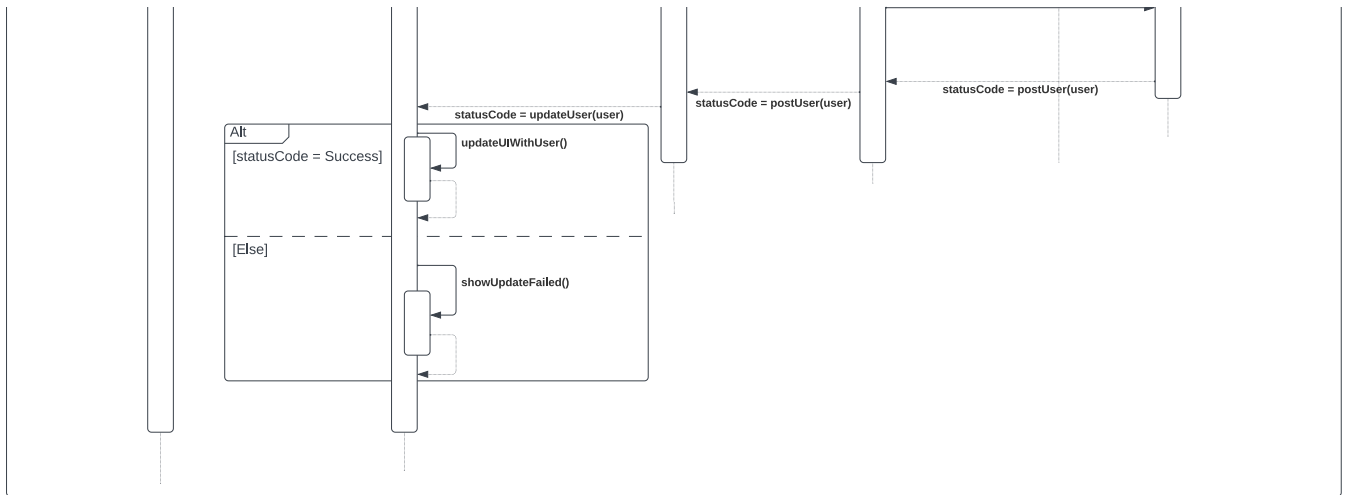 statusCode = postUser(user)
statusCode = postUser(user)
statusCode = updateUser(user)
Alt
updateUIWithUser()
[statusCode = Success]
[Else]
showUpdateFailed()